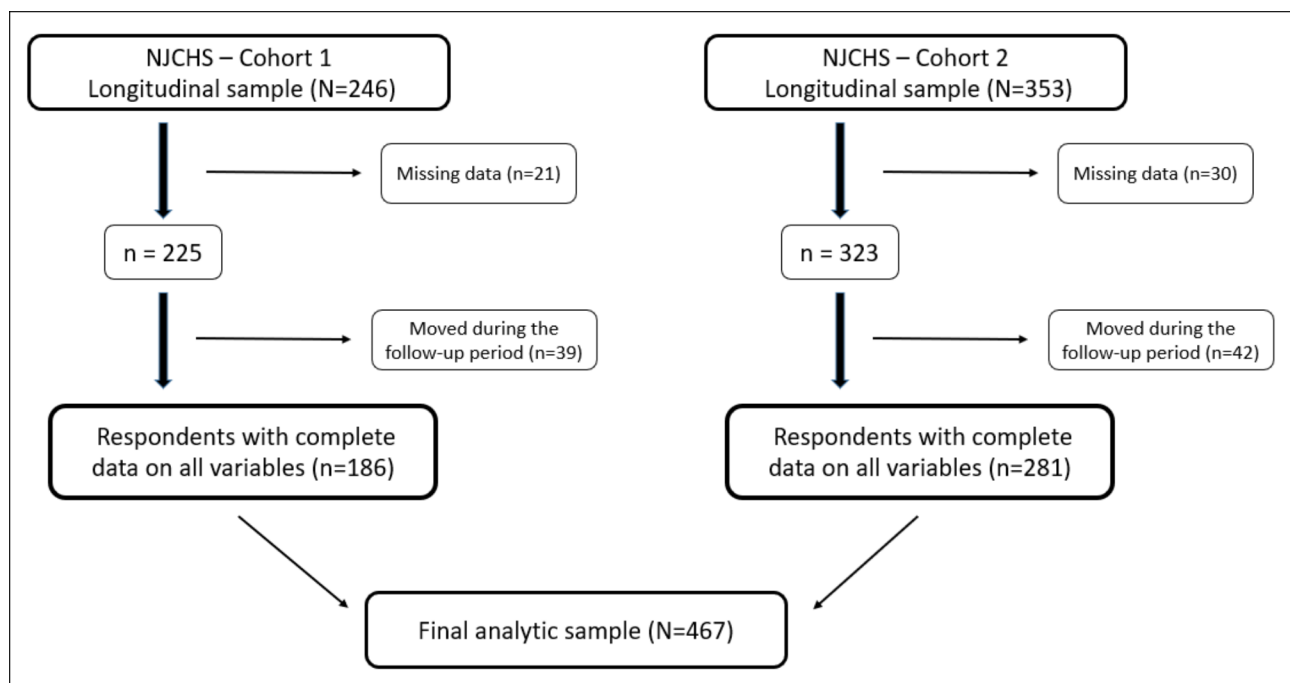 NJCHS – Cohort 1
Longitudinal sample (N=246)
Missing data (n=21)
n = 225
Moved during the
follow-up period (n=39)
Respondents with complete
data on all variables (n=186)
NJCHS – Cohort 2
Longitudinal sample (N=353)
Missing data (n=30)
n = 323
Moved during the
follow-up period (n=42)
Respondents with complete
data on all variables (n=281)
Final analytic sample (N=467)